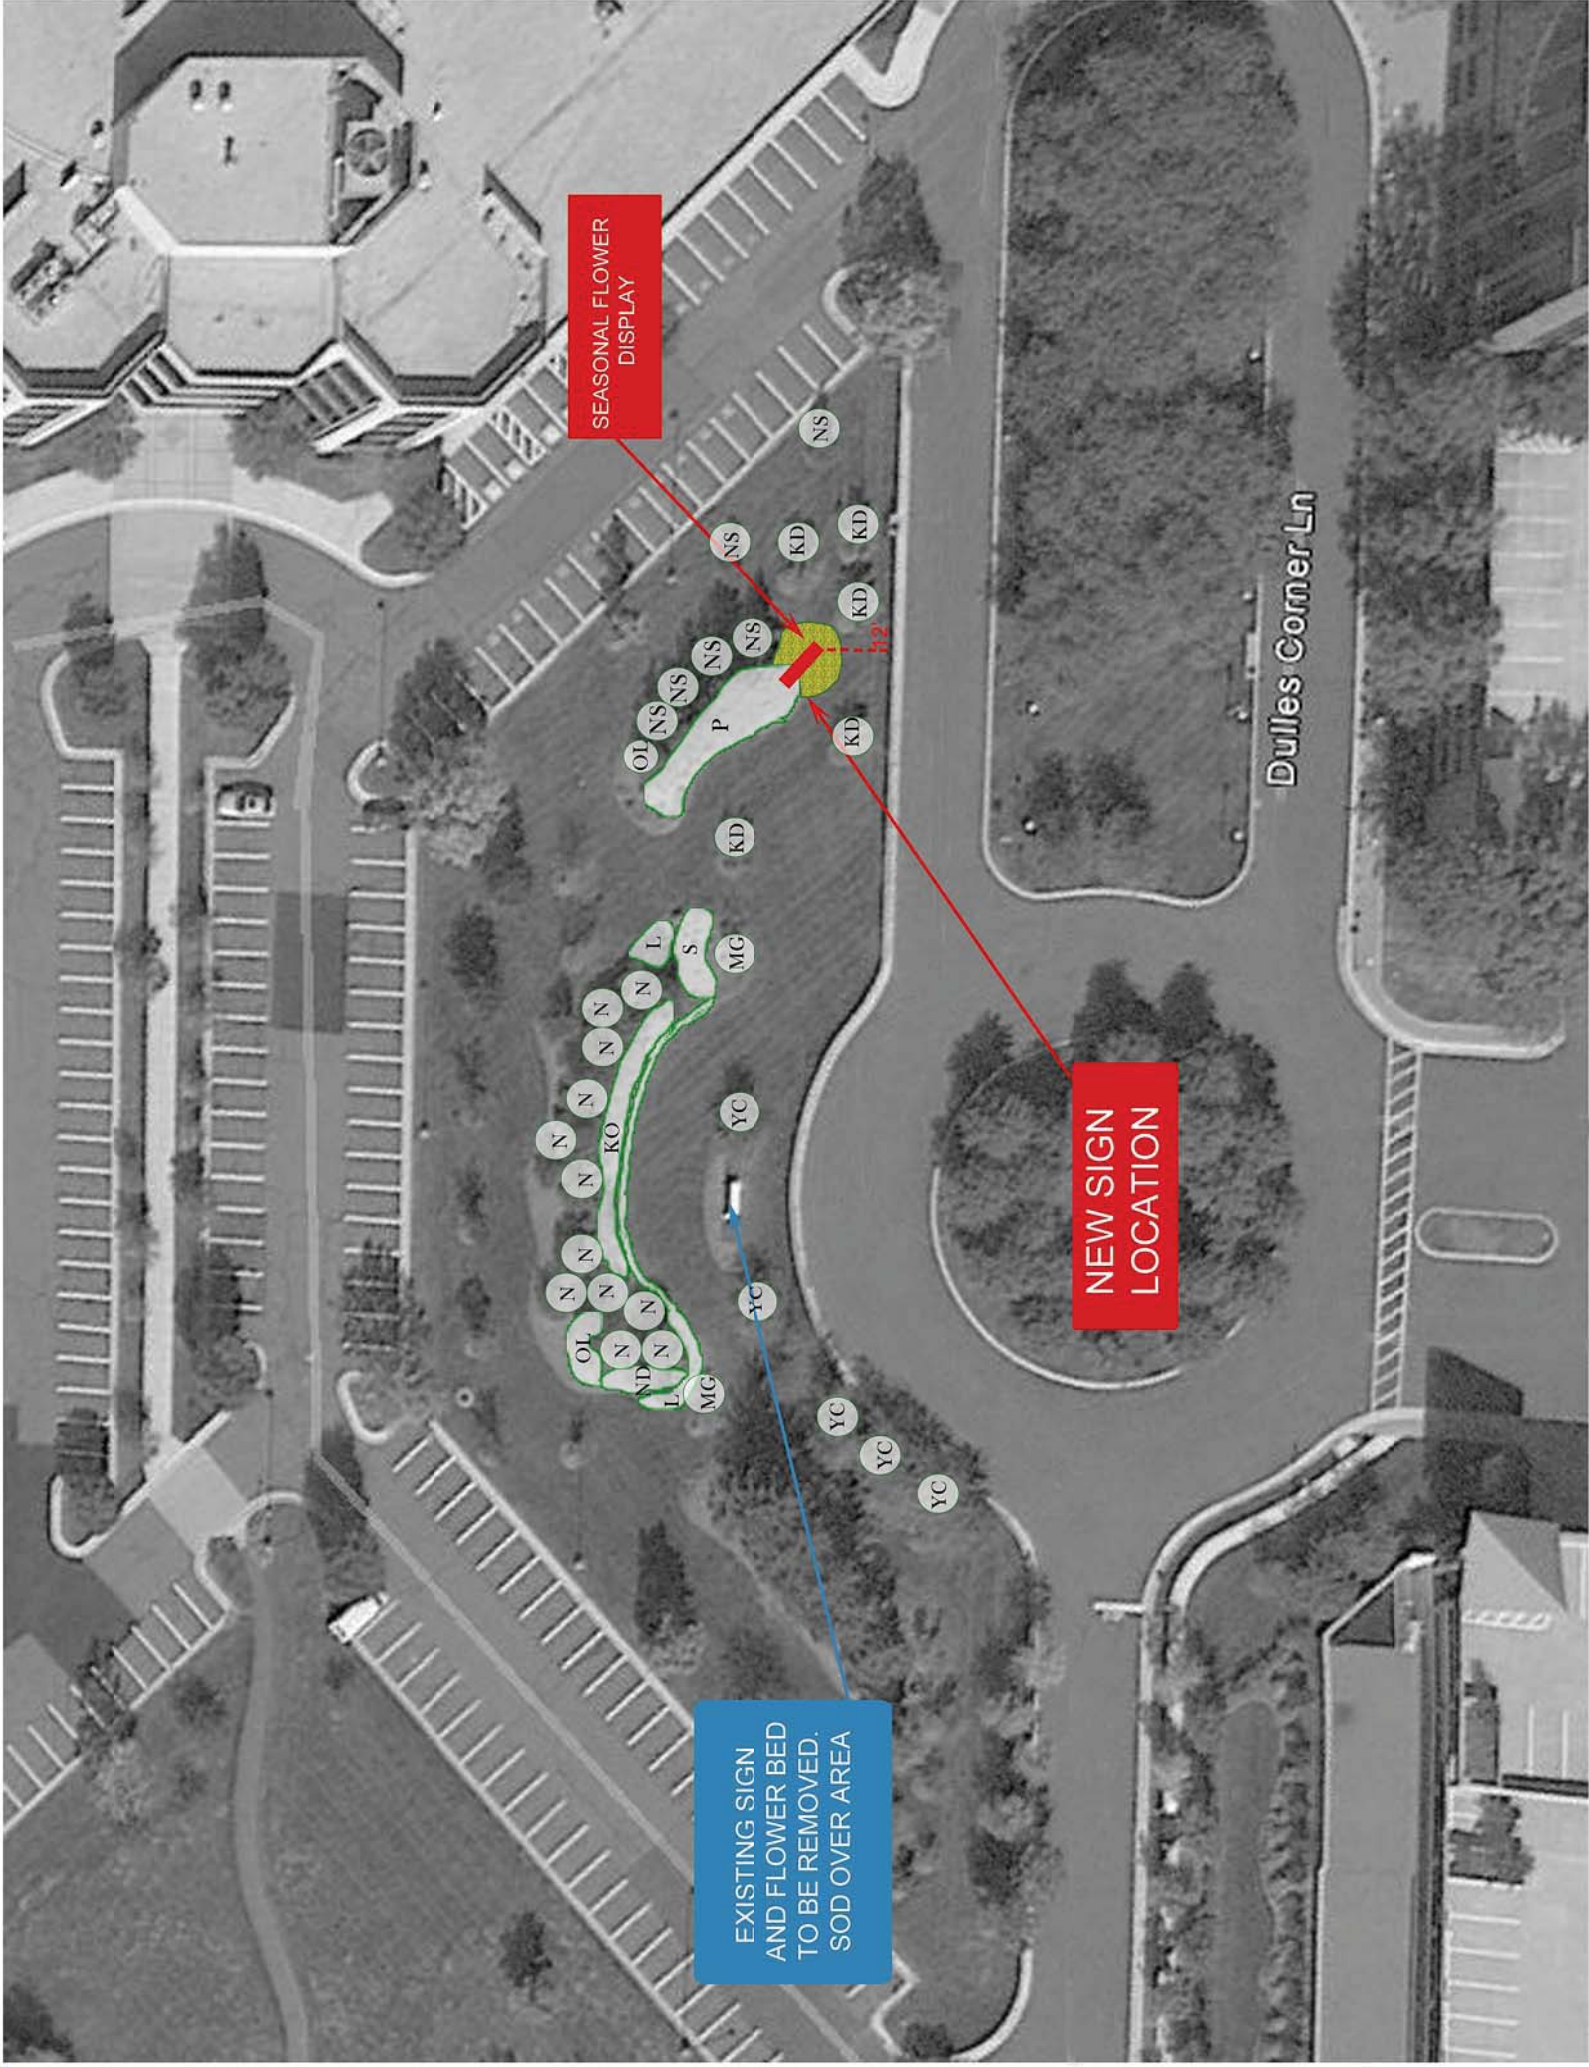 N
N
SEASONAL FLOWER
DISPLAY
OL
N
N
N
N
N
N
KO
N
N
OL
ND
N
L
NS
N
L
NS
S
MG
P
NS
NS
MG
KD
YC
NS
EXISTING SIGN
AND FLOWER BED
TO BE REMOVED.
SOD OVER AREA
YC
KD
NS
YC
KD
KD
KD
12'
YC
YC
NEW SIGN
LOCATION
Dulles Corner Ln